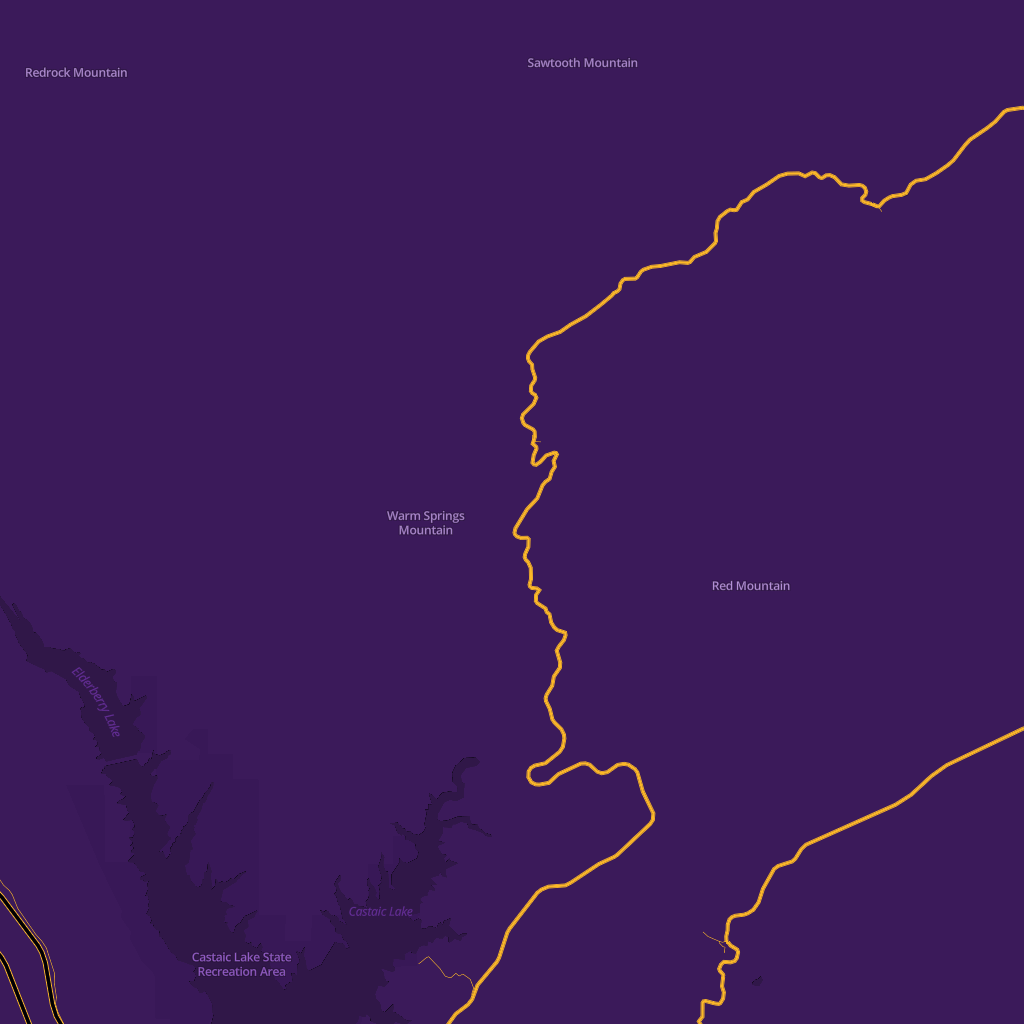 Sawtooth Mountain
Redrock Mountain
Warm Springs
Mountain
Red Mountain
Elderberry Lake
Castaic Lake
Castaic Lake State
Recreation Area